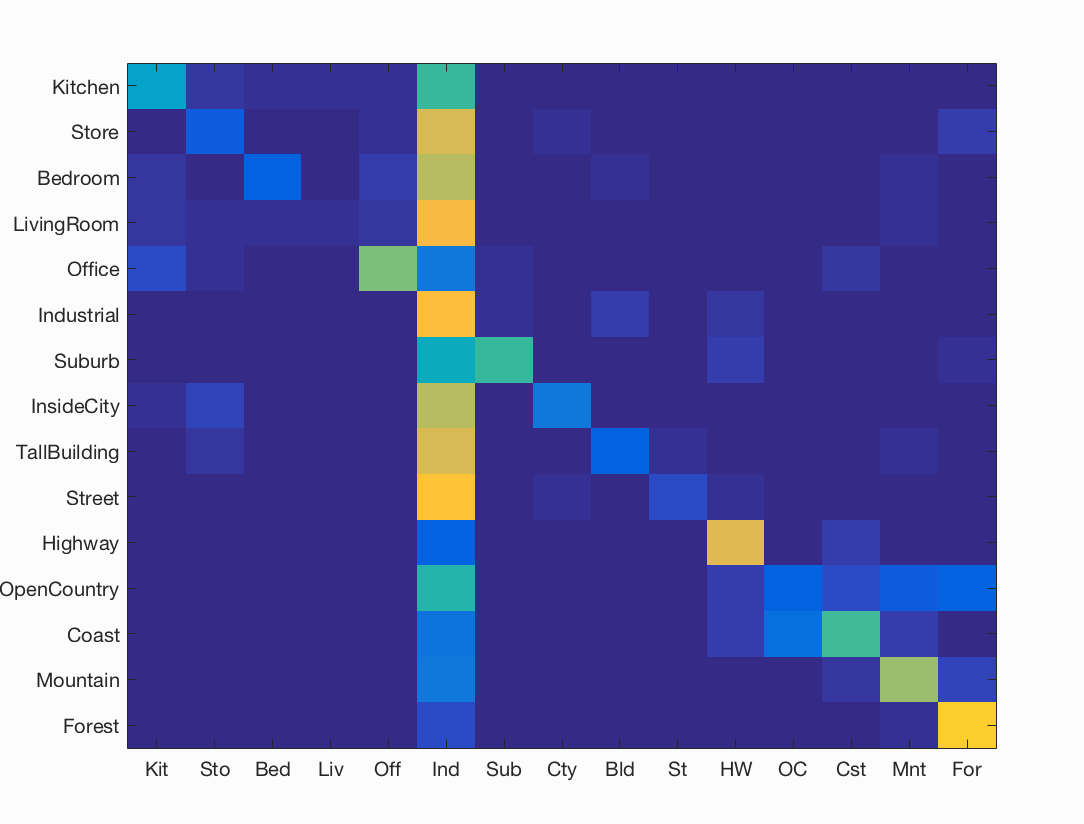 Kitchen
Store
Bedroom
LivingRoom
Office
Industrial
Suburb
InsideCity
TallBuilding
Street
Highway
OpenCountry
Coast
Mountain
Forest
Kit Sto Bed Liv Off Ind Sub Cty Bld St HW OC Cst Mnt For